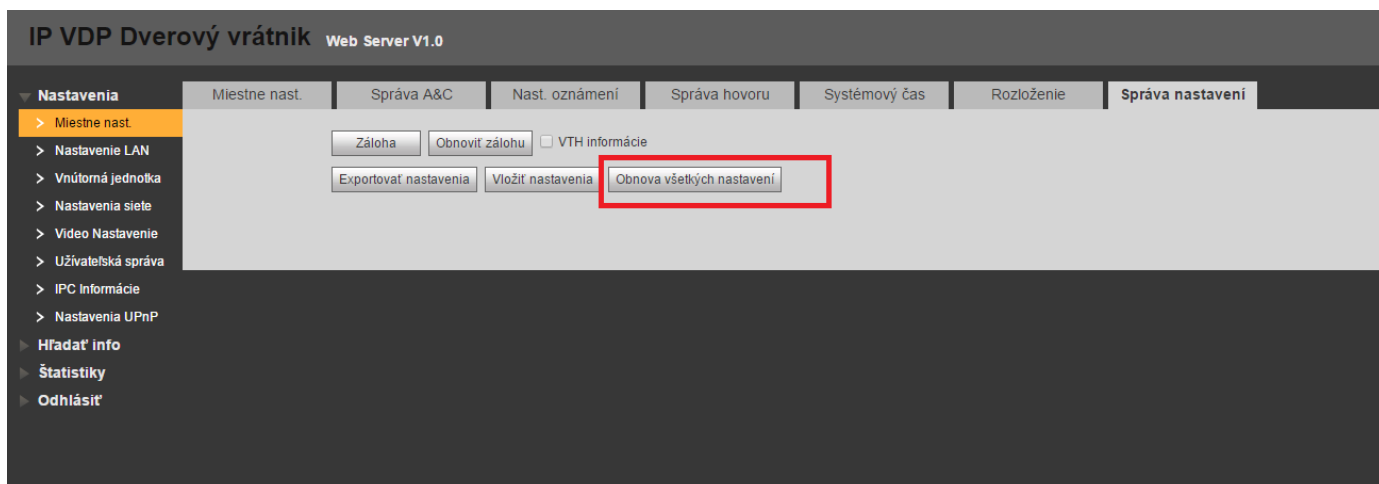 IP VDP Dverový vrátnik Web Server V1.0
Nastavenia
Miestne nast.
Nastavenie LAN
Vnútorná jednotka
Nastavenia siete
Video Nastavenie
Užívateľská správa
IPC Informácie
Nastavenia UPnP
Hľadať info
Štatistiky
Odhlásiť
Miestne nast. Správa A&C Nast. oznámení Správa hovoru Systémový čas Rozloženie Správa nastavení
Záloha Obnoviť zálohu VTH informácie
Exportovať nastavenia Vložiť nastavenia Obnova všetkých nastavení